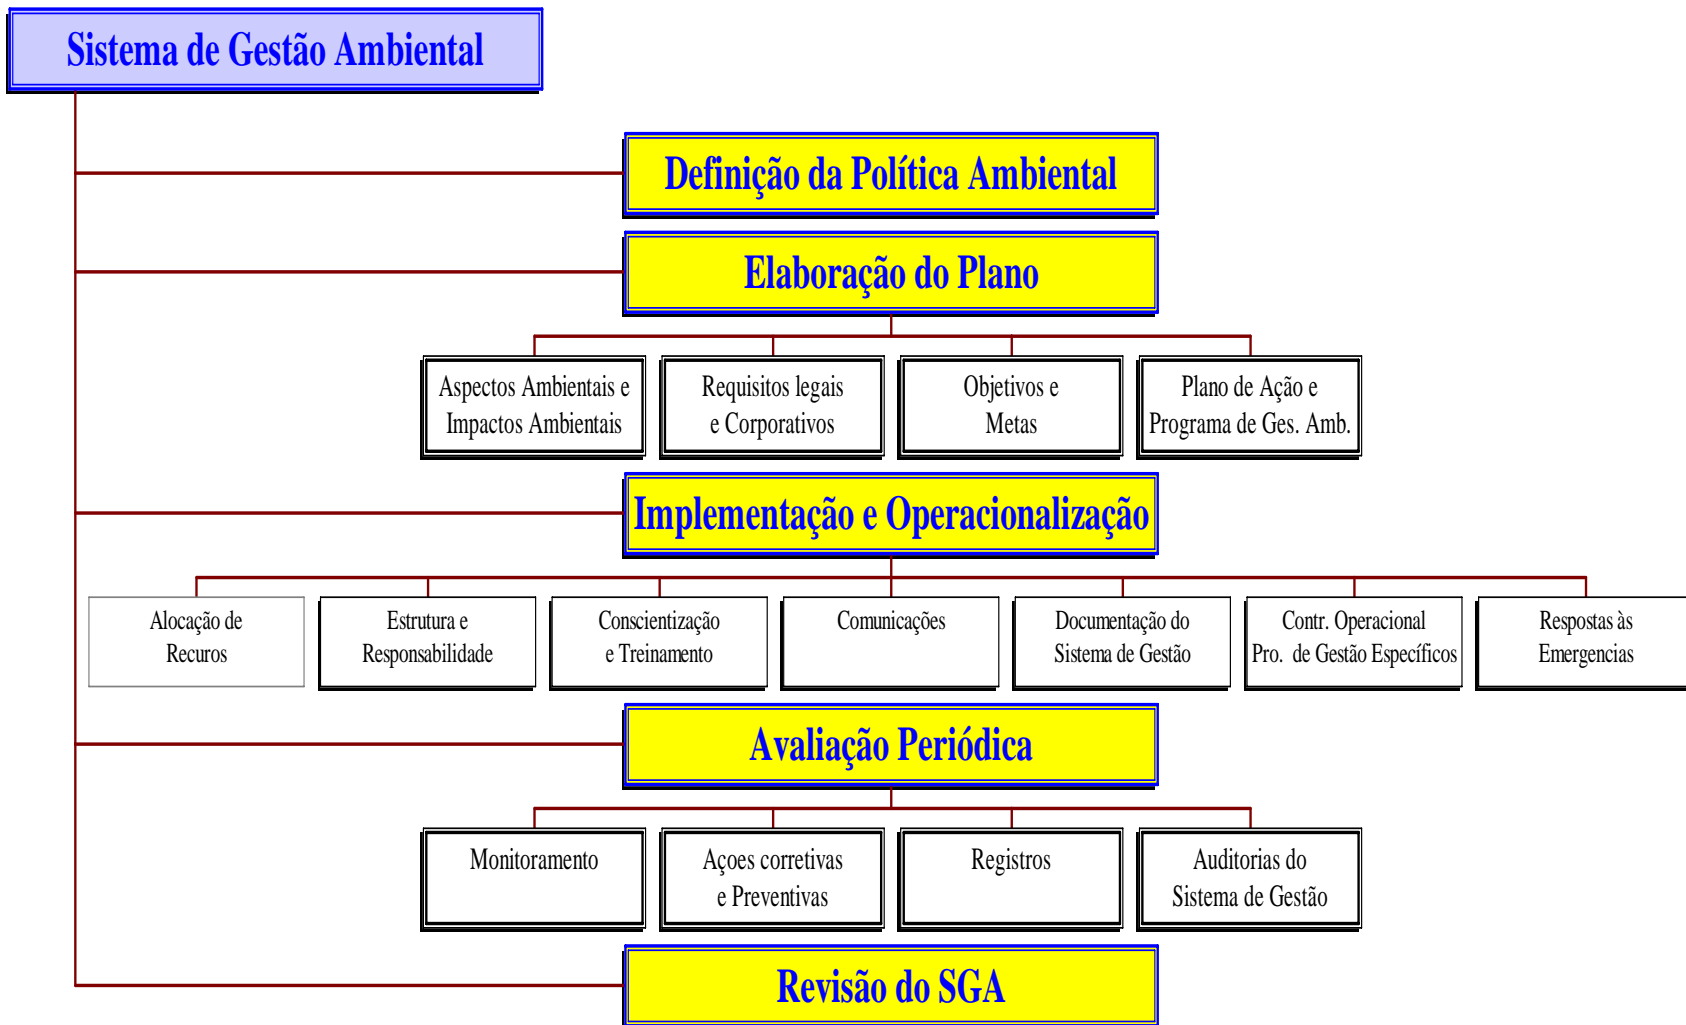 Sistema de Gestão Ambiental
Definição da Política Ambiental
Elaboração do Plano
Aspectos Ambientais e
Impactos Ambientais
Requisitos legais
e Corporativos
Objetivos e
Metas
Plano de Ação e
Programa de Ges. Amb.
Implementação e Operacionalização
Alocação de
Recuros
Estrutura e
Responsabilidade
Conscientização
e Treinamento
Comunicações
Documentação do
Sistema de Gestão
Contr. Operacional
Pro. de Gestão Específicos
Respostas às
Emergencias
Avaliação Periódica
Monitoramento
Açoes corretivas
e Preventivas
Registros
Auditorias do
Sistema de Gestão
Revisão do SGA